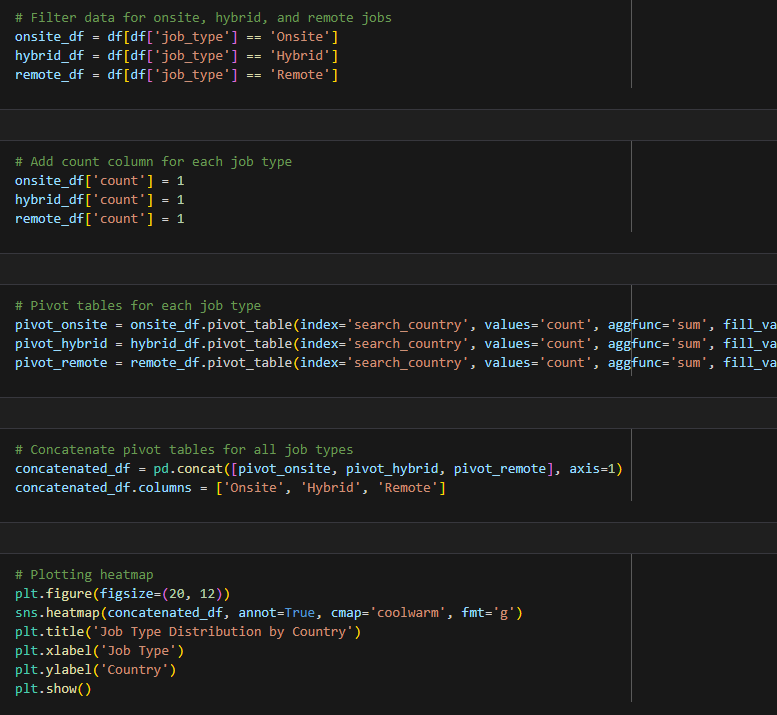 # Filter data for onsite, hybrid, and remote jobs
onsite_df = df[df['job_type'] == 'Onsite']
hybrid_df = df[df['job_type'] == 'Hybrid']
remote_df = df[df['job_type'] == 'Remote']
# Add count column for each job type
onsite_df['count'] = 1
hybrid_df['count'] = 1
remote_df['count'] = 1
# Pivot tables for each job type
pivot_onsite = onsite_df.pivot_table(index='search_country', values='count', aggfunc='sum', fill_va
pivot_hybrid = hybrid_df.pivot_table(index='search_country', values='count', aggfunc='sum', fill_va
pivot_remote = remote_df.pivot_table(index='search_country', values='count', aggfunc='sum', fill_va
# Concatenate pivot tables for all job types
concatenated_df = pd.concat([pivot_onsite, pivot_hybrid, pivot_remote], axis=1)
concatenated_df.columns = ['Onsite', 'Hybrid', 'Remote']
# Plotting heatmap
plt.figure(figsize=(20, 12))
sns.heatmap(concatenated_df, annot=True, cmap='coolwarm', fmt='g')
plt.title('Job Type Distribution by Country')
plt.xlabel('Job Type')
plt.ylabel('Country')
plt.show()